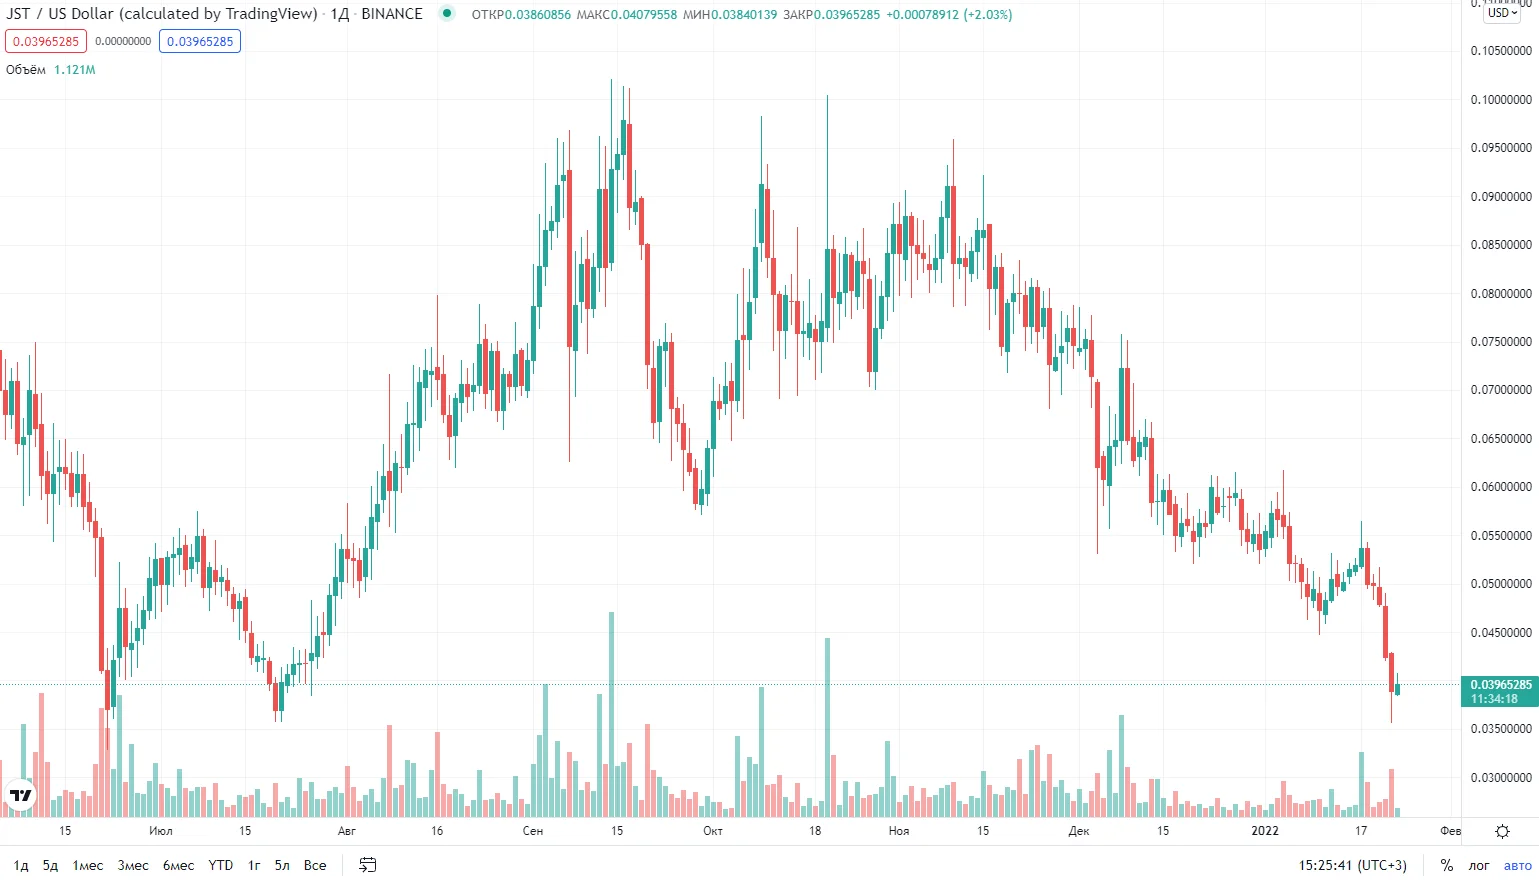 JST / US Dollar (calculated by TradingView) · 1Д · BINANCE ОТКР0.03860856 МАКС0.04079558 МИН0.03840139 ЗАКР0.03965285 +0.00078912 (+2.03%)
USD
0.03965285 0.00000000 0.03965285
Объём 1.121M
0.10500000
0.10000000
0.09500000
0.09000000
0.08500000
0.08000000
0.07500000
0.07000000
0.06500000
0.06000000
0.05500000
0.05000000
0.04500000
0.03965285
11:34:18
0.03500000
0.03000000
15 Июл 15 Авг 16 Сен 15 Окт 18 Ноя 15 Дек 15 2022 17 Фев
1д 5д 1мес 3мес 6мес YTD 1г 5л Все 15:25:41 (UTC+3) % лог авто